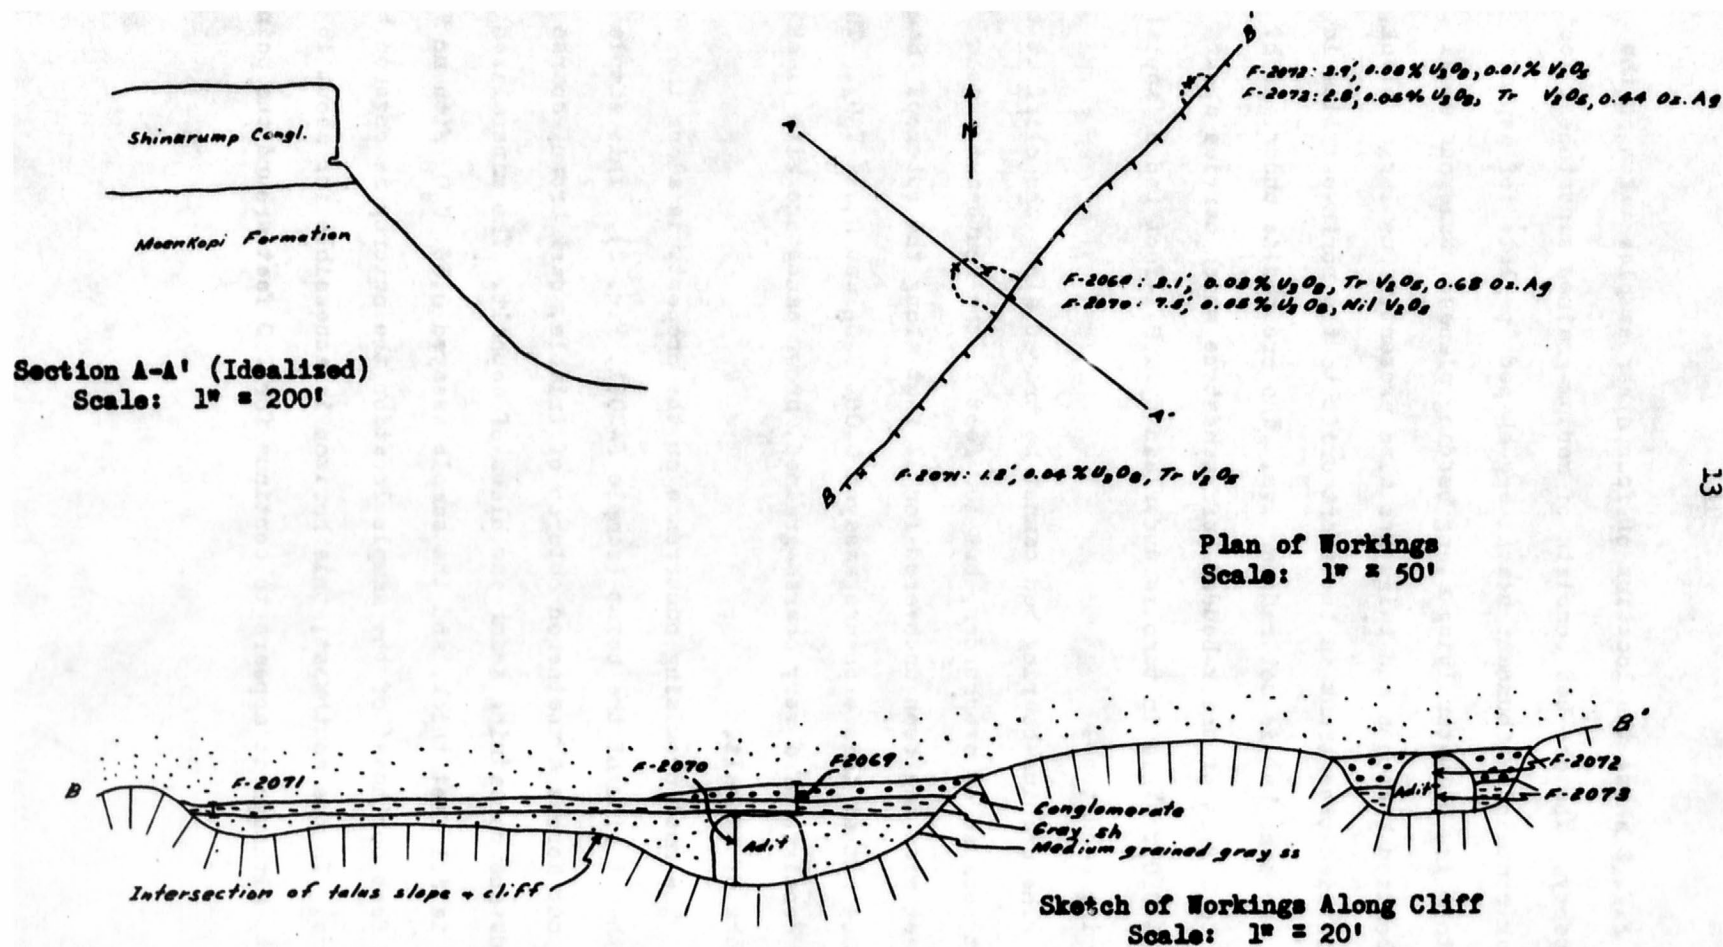 Shinarump Congl.
Moenkopi Formation
Section A-A' (Idealized)
Scale: 1" = 200'
B'
F-2072: 2.9', 0.08% U3O8, 0.01% V2O5
F-2073: 2.8', 0.06% U3O8, Tr V2O5, 0.44 Oz. Ag
A
N
F-2069: 2.1', 0.03% U3O8, Tr V2O5, 0.68 Oz. Ag
F-2070: 7.5', 0.05% U3O8, Nil V2O5
A'
B
F-2071: 1.2', 0.04% U3O8, Tr V2O5
Plan of Workings
Scale: 1" = 50'
13
B
F-2071
F-2070
F2069
B'
F-2072
F-2073
Adit
Adit
Conglomerate
Gray sh
Medium grained gray ss
Intersection of talus slope & cliff
Sketch of Workings Along Cliff
Scale: 1" = 20'